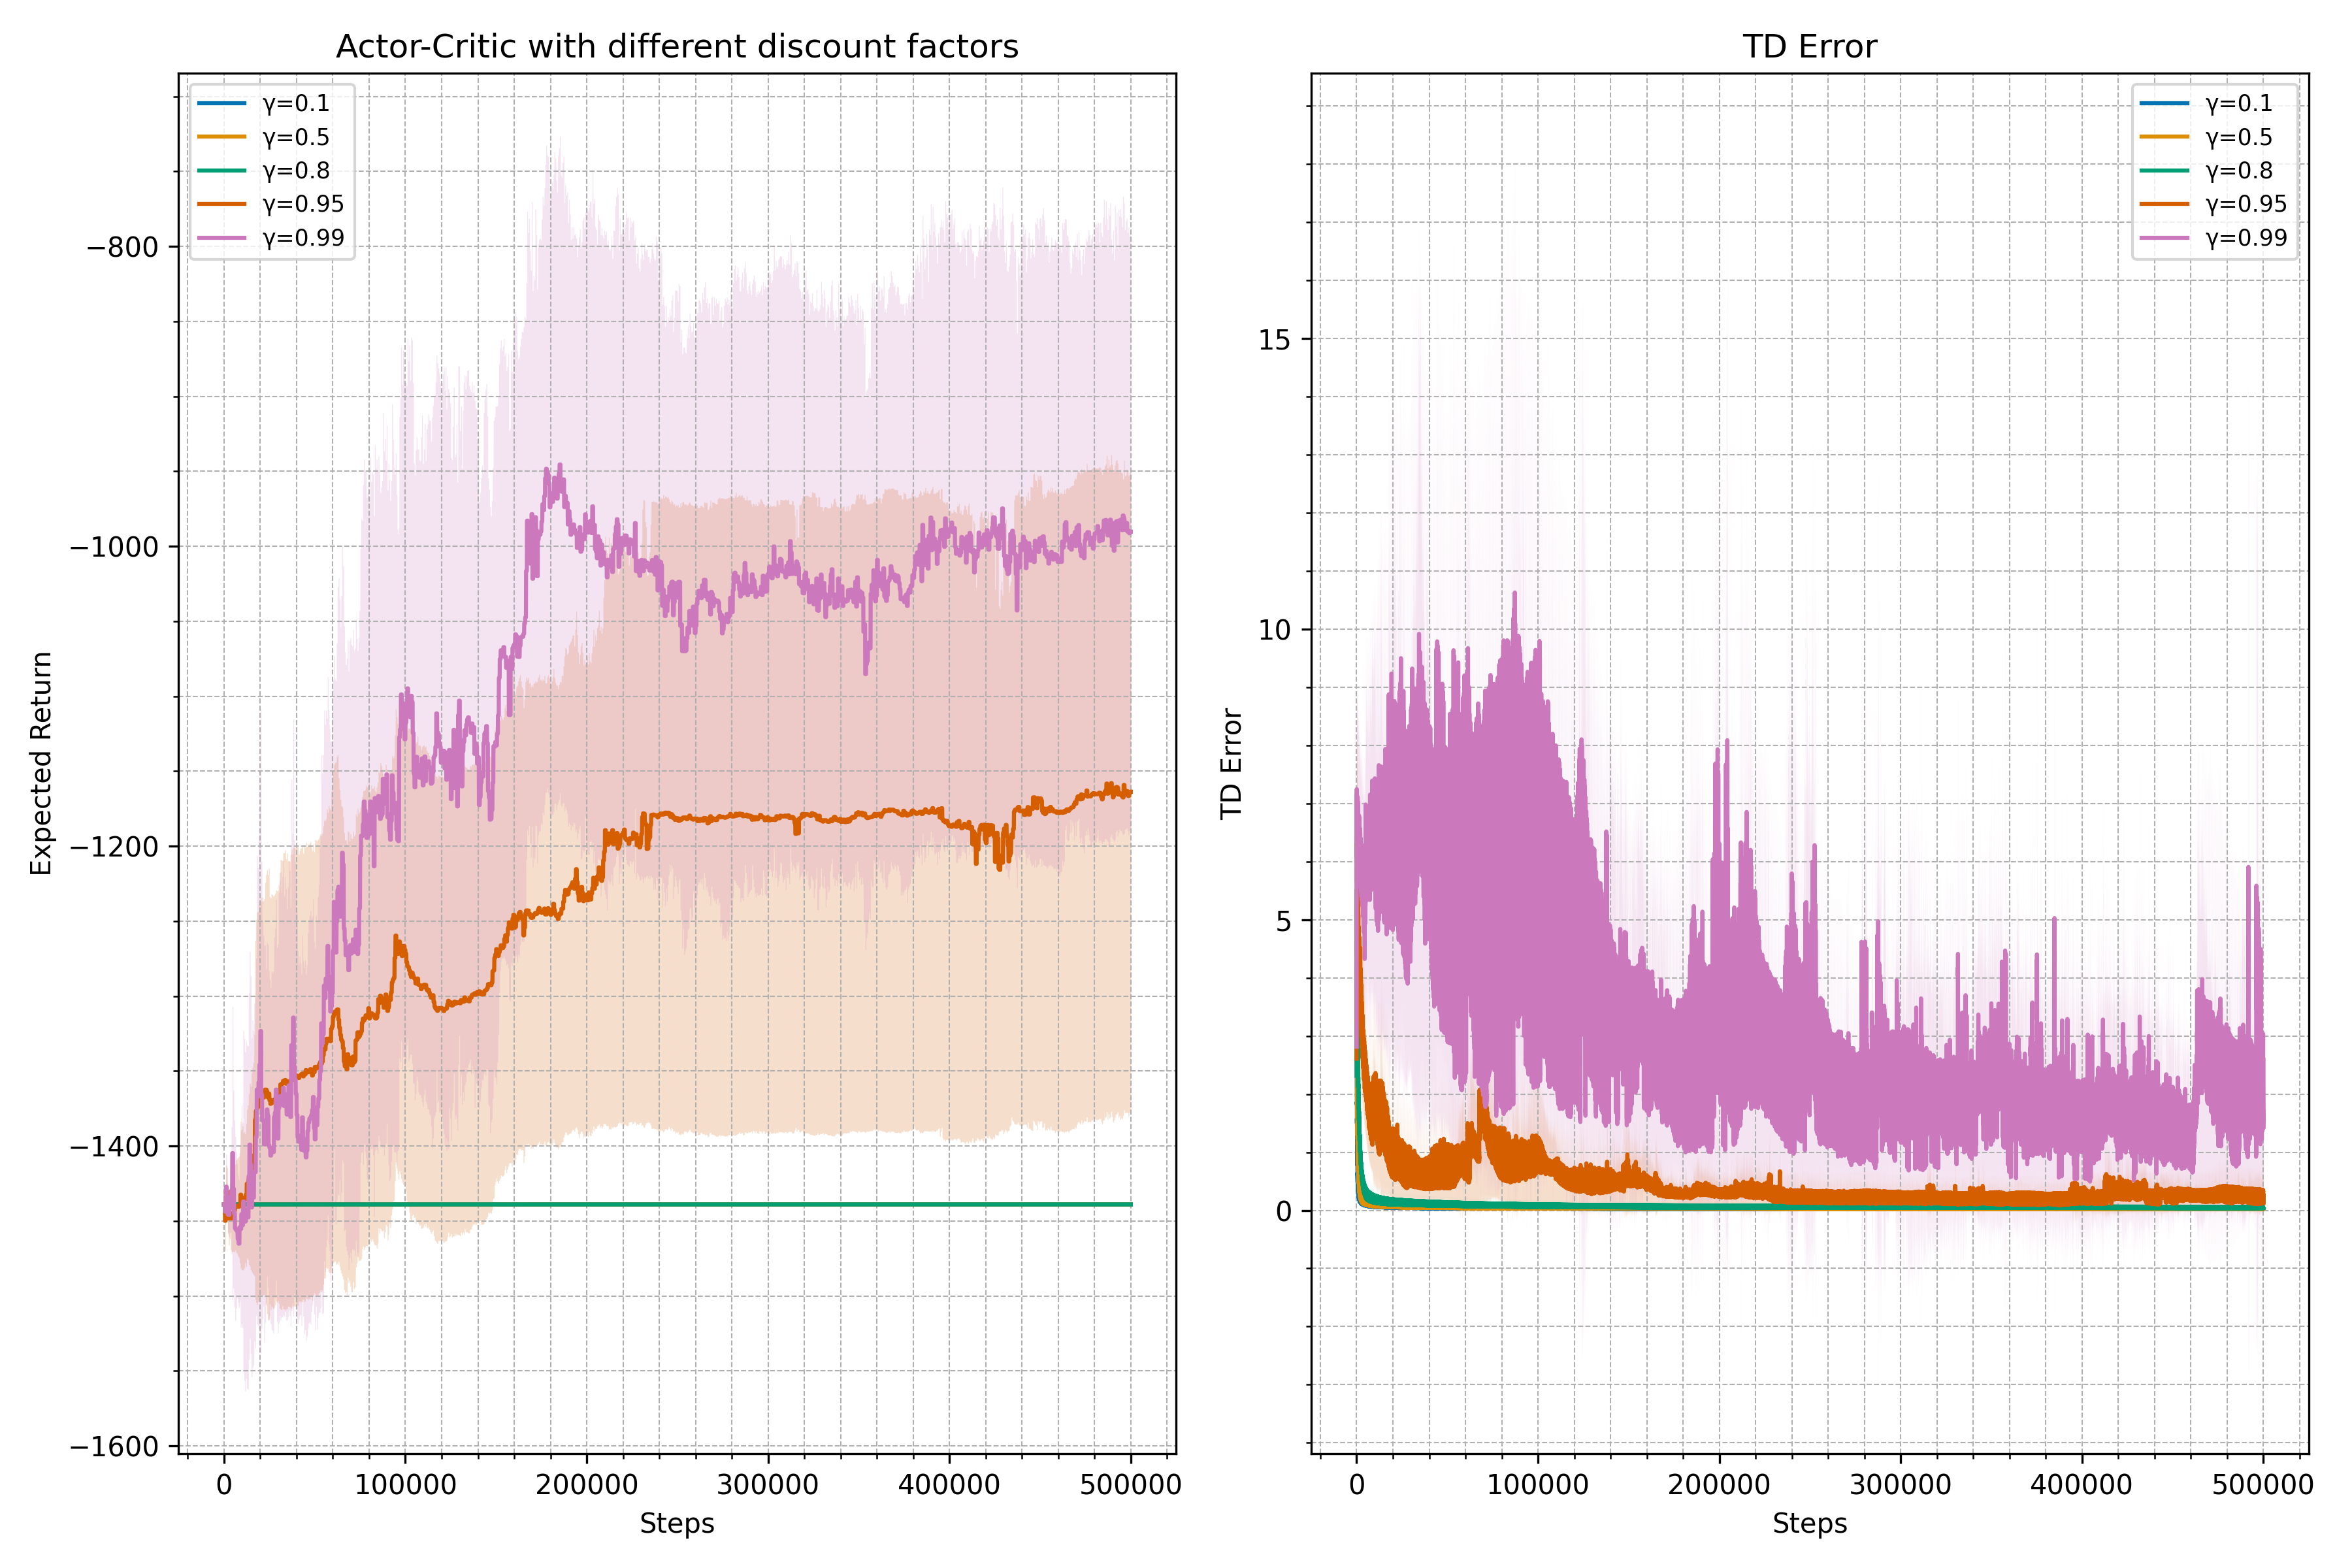 Actor-Critic with different discount factors
γ=0.1
γ=0.5
γ=0.8
γ=0.95
γ=0.99
−800
−1000
−1200
−1400
−1600
Expected Return
0 100000 200000 300000 400000 500000
Steps
TD Error
γ=0.1
γ=0.5
γ=0.8
γ=0.95
γ=0.99
15
10
5
0
TD Error
0 100000 200000 300000 400000 500000
Steps